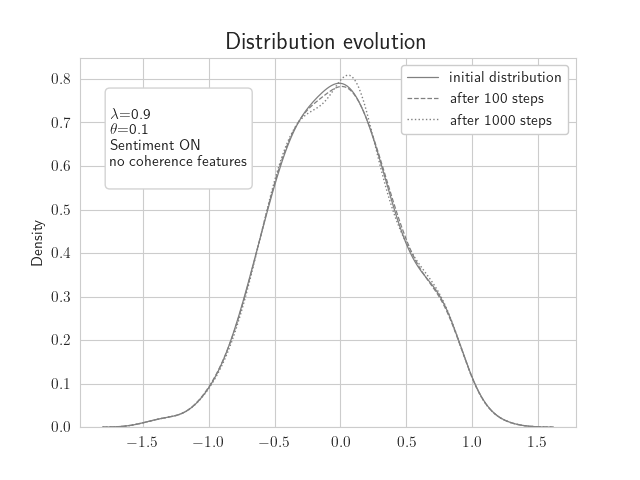 Distribution evolution
initial distribution
after 100 steps
after 1000 steps
λ=0.9
θ=0.1
Sentiment ON
no coherence features
Density
0.8
0.7
0.6
0.5
0.4
0.3
0.2
0.1
0.0
−1.5 −1.0 −0.5 0.0 0.5 1.0 1.5